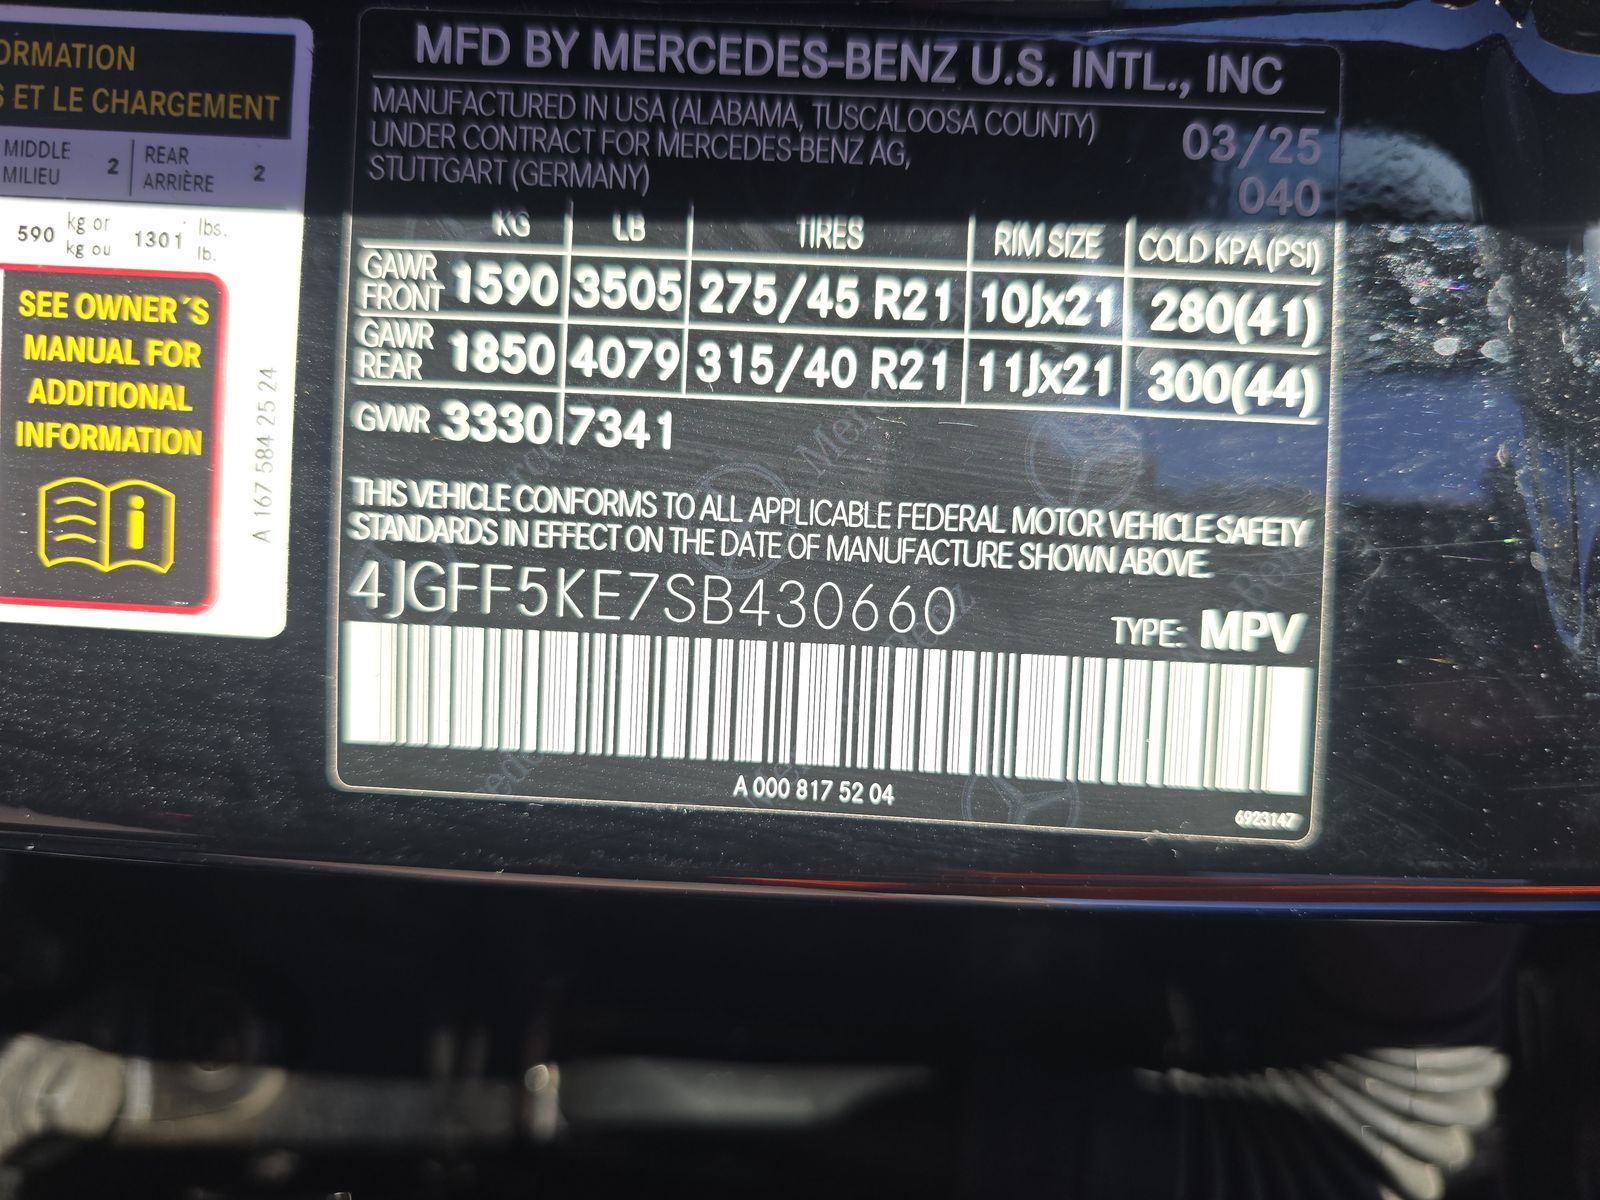 ORMATION
S ET LE CHARGEMENT
MIDDLE 2 REAR 2
MILIEU ARRIÈRE
590 kg or 1301 lbs.
kg ou lb.
SEE OWNER´S
MANUAL FOR
ADDITIONAL
INFORMATION
A 167 584 25 24
MFD BY MERCEDES-BENZ U.S. INTL., INC
MANUFACTURED IN USA (ALABAMA, TUSCALOOSA COUNTY)
UNDER CONTRACT FOR MERCEDES-BENZ AG,
STUTTGART (GERMANY)
03/25
040
KG LB TIRES RIM SIZE COLD KPA (PSI)
GAWR FRONT 1590 3505 275/45 R21 10Jx21 280(41)
GAWR REAR 1850 4079 315/40 R21 11Jx21 300(44)
GVWR 3330 7341
THIS VEHICLE CONFORMS TO ALL APPLICABLE FEDERAL MOTOR VEHICLE SAFETY
STANDARDS IN EFFECT ON THE DATE OF MANUFACTURE SHOWN ABOVE.
4JGFF5KE7SB430660
TYPE: MPV
A 000 817 52 04
6923147